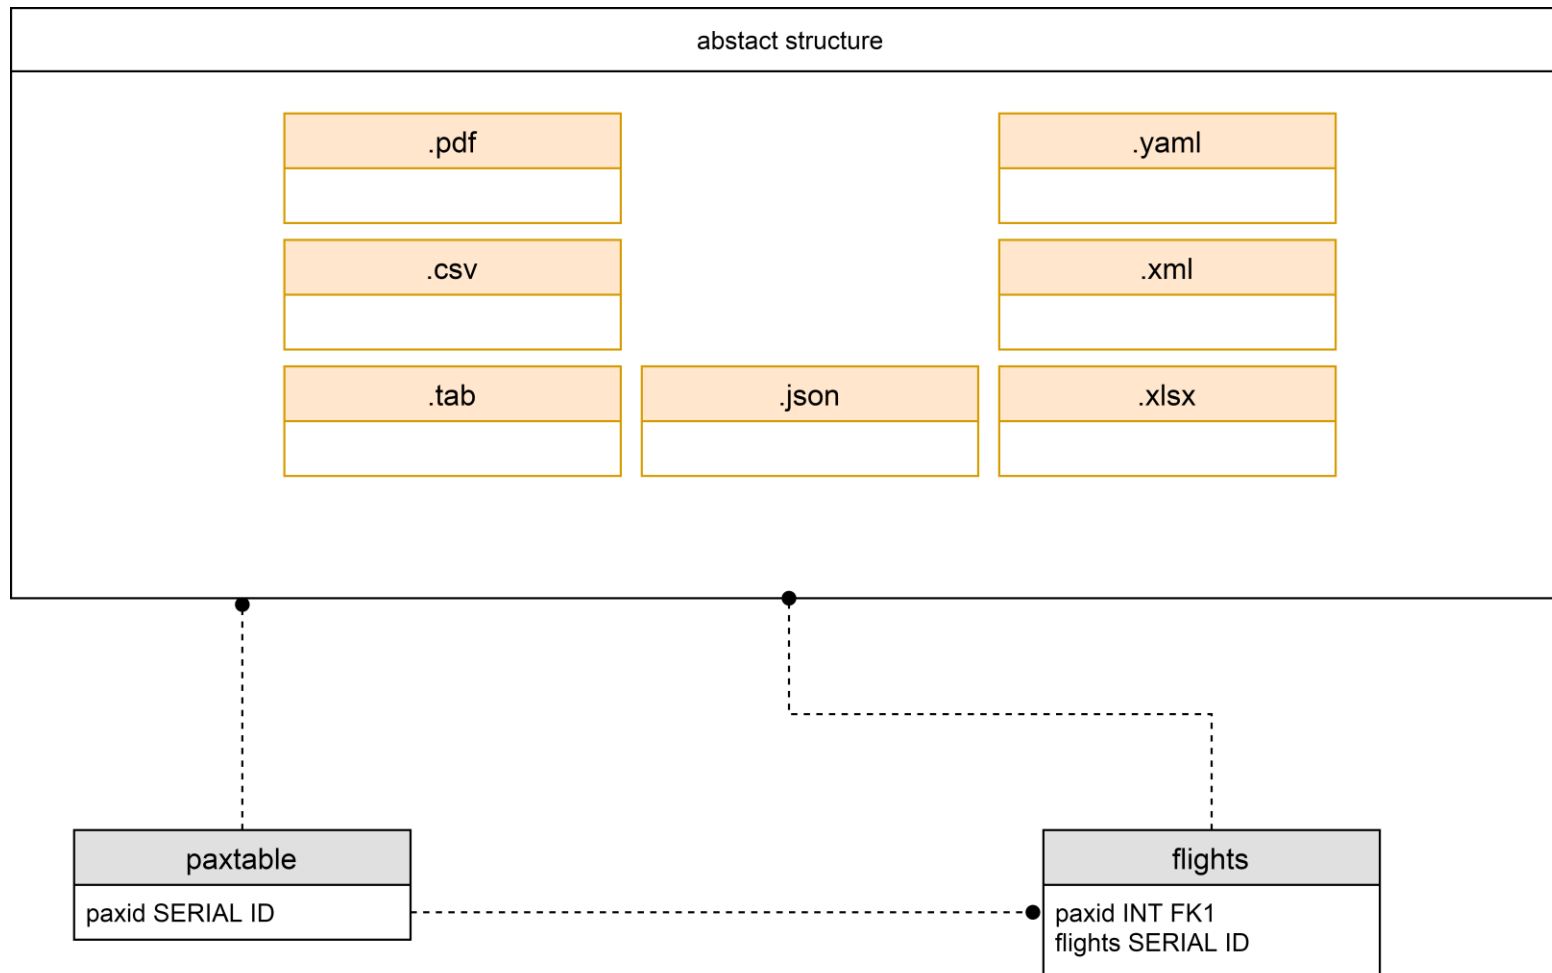 abstact structure
.pdf
.yaml
.csv
.xml
.tab
.json
.xlsx
paxtable
paxid SERIAL ID
flights
paxid INT FK1
flights SERIAL ID